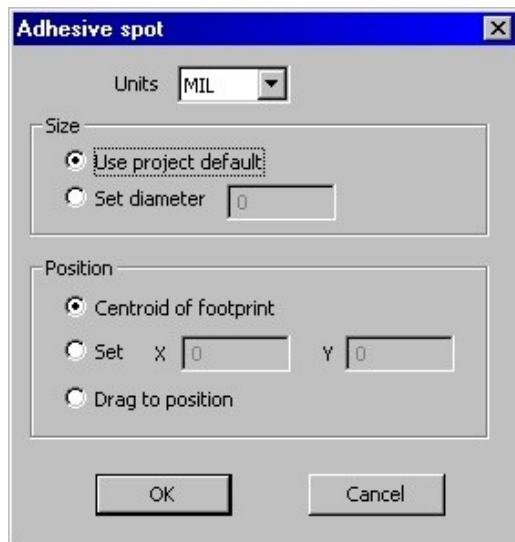 Adhesive spot
Units MIL
Size
Use project default
Set diameter 0
Position
Centroid of footprint
Set X 0 Y 0
Drag to position
OK Cancel